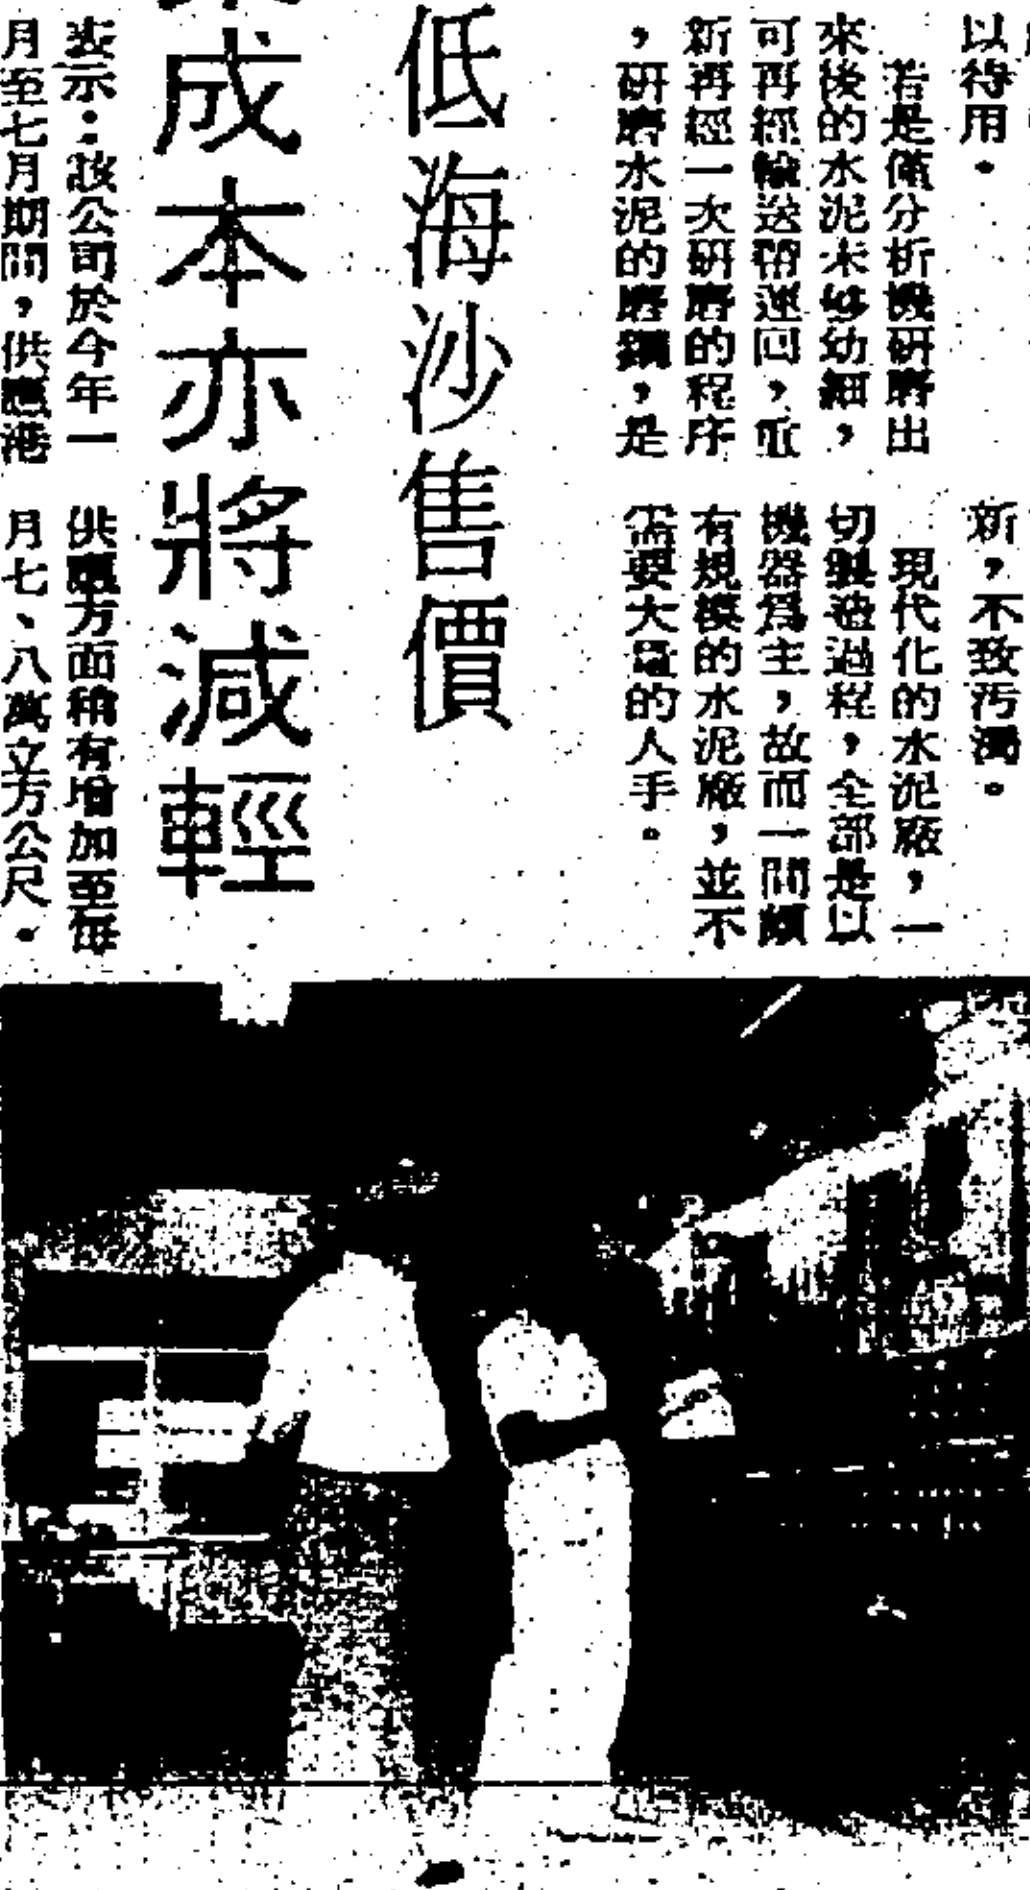 以待用。
若是僅分析機研磨出
來後的水泥未够幼細，
可再經輸送帶運回，重
新再經一次研磨的程序
，研磨水泥的磨鑼，是
新，不致污濁。
現代化的水泥廠，一
切製造過程，全部是以
機器爲主，故而一間頗
有規模的水泥廠，並不
需要大量的人手。
低海沙售價
成本亦將減輕
表示：該公司於今年一
月至七月期間，供應港
供應方面稍有增加至每
月七、八萬立方公尺。